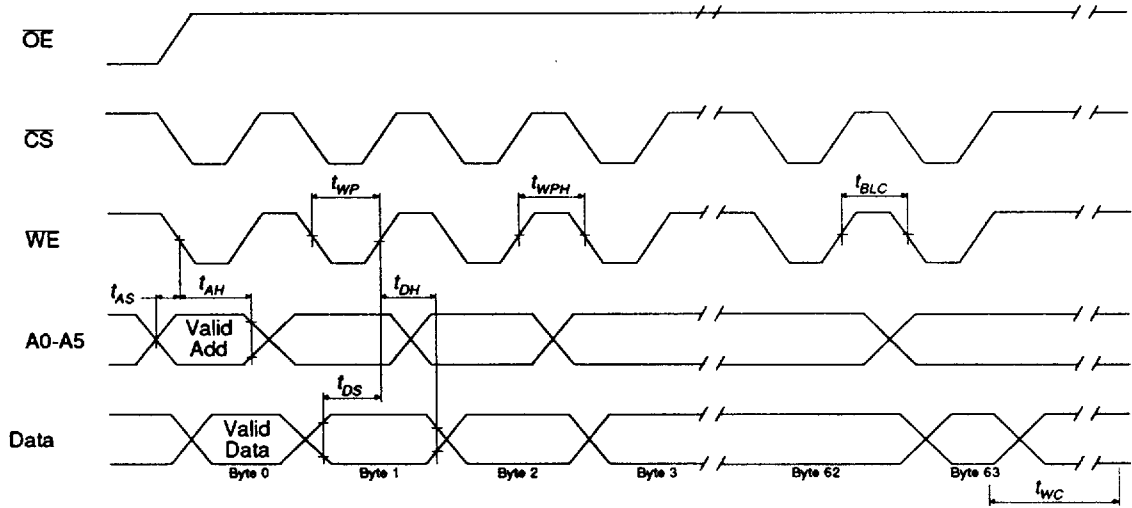 OE
CS
tWP
tWPH
tBLC
WE
tAS
tAH
tDH
A0-A5
Valid
Add
tDS
Data
Valid
Data
Byte 0
Byte 1
Byte 2
Byte 3
Byte 62
Byte 63
tWC